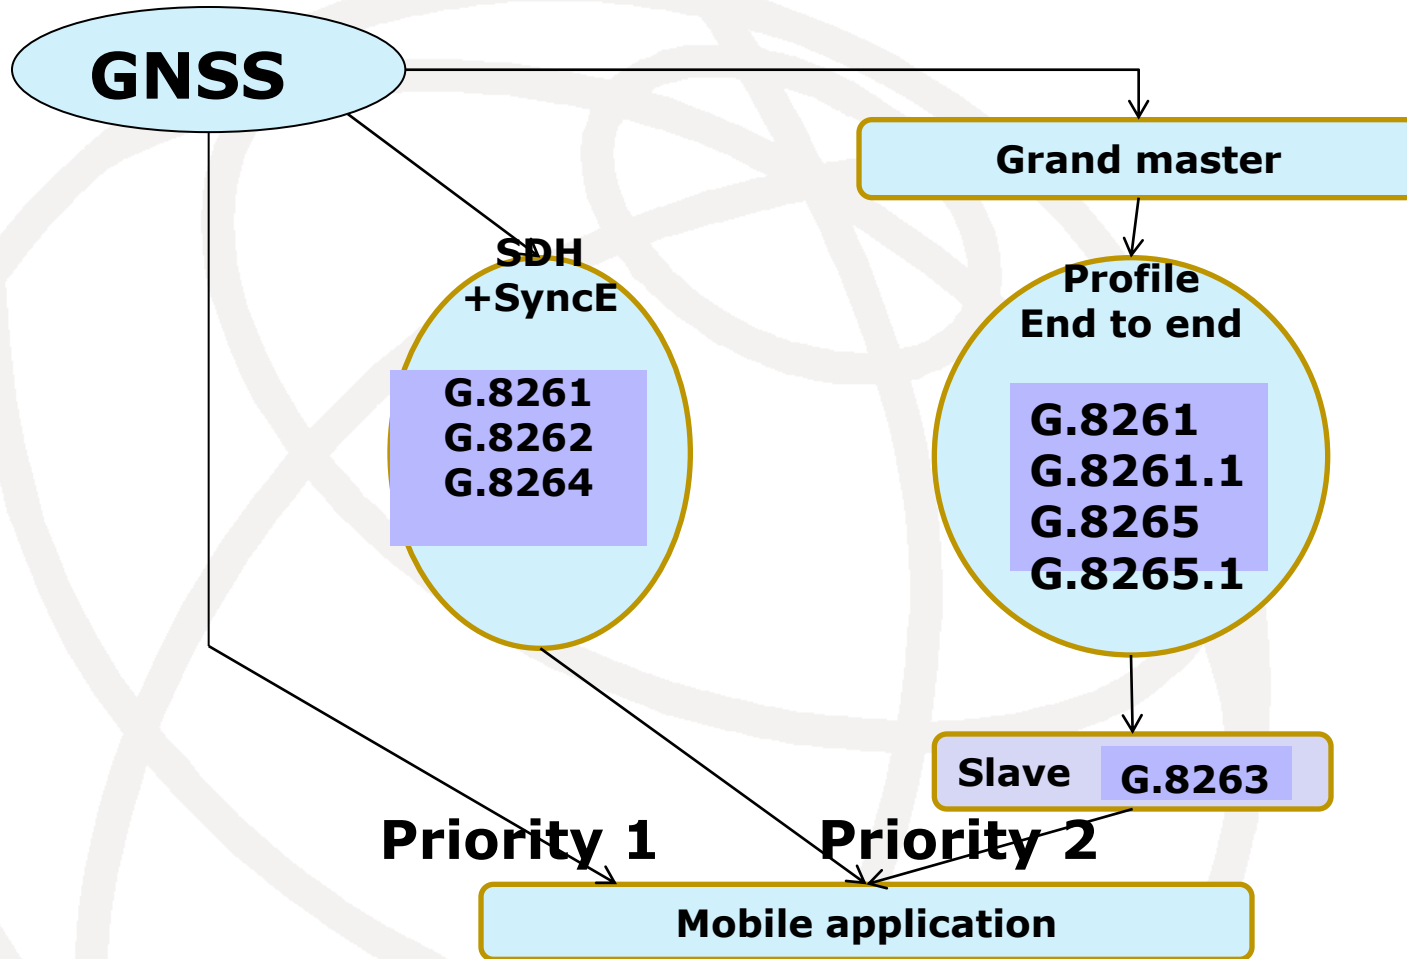 GNSS
Grand master
SDH
+SyncE
G.8261
G.8262
G.8264
Profile
End to end
G.8261
G.8261.1
G.8265
G.8265.1
Slave
G.8263
Priority 1
Priority 2
Mobile application